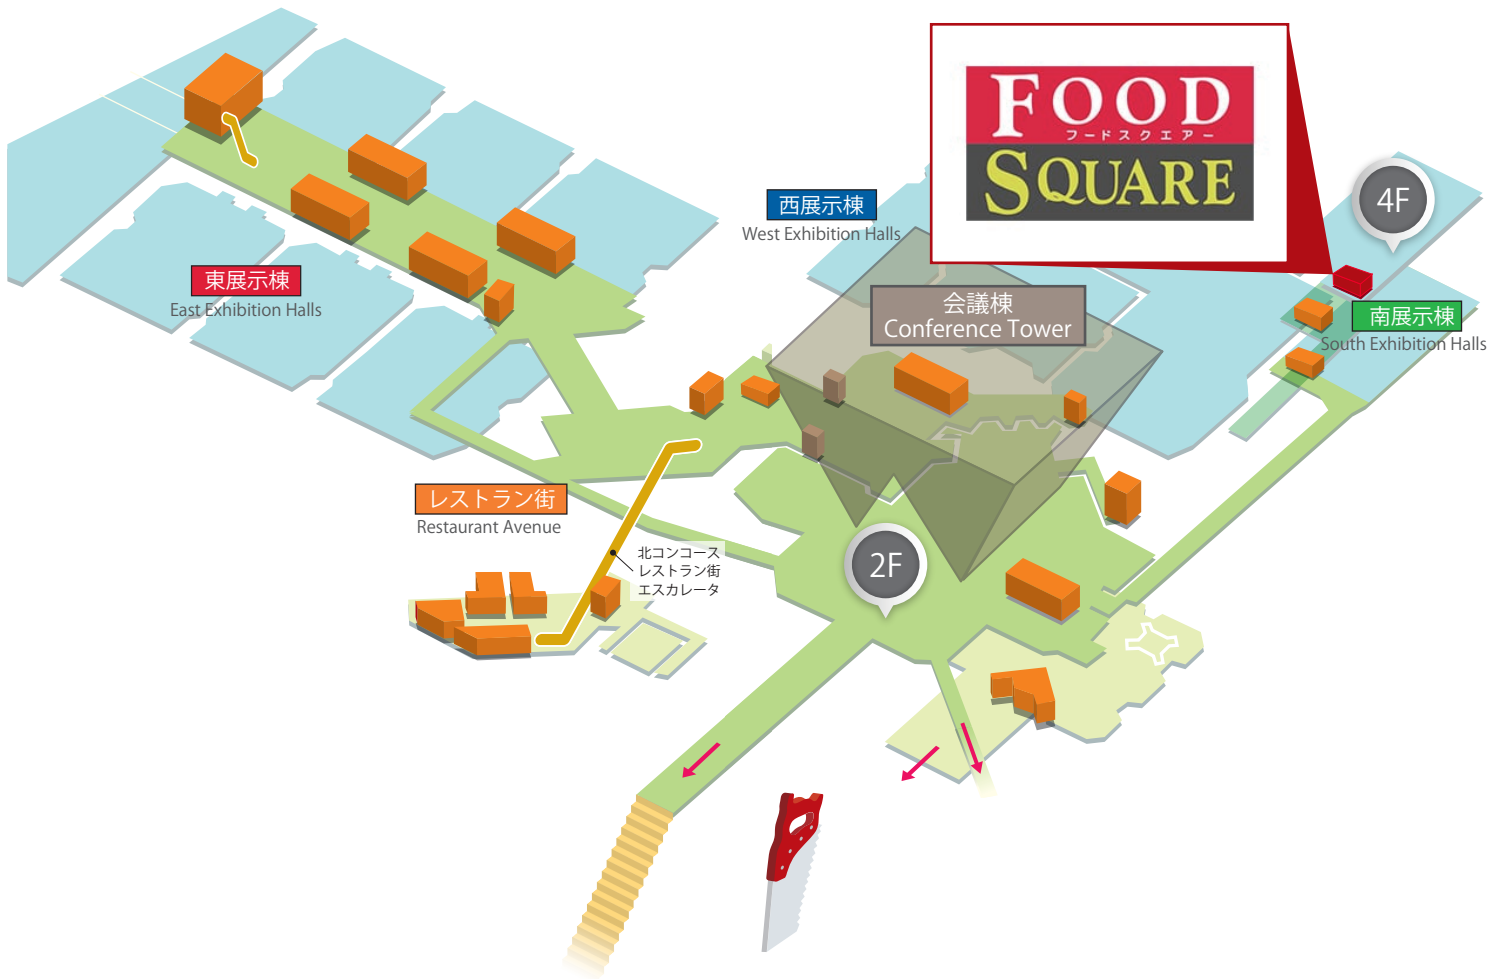 FOOD
フードスクエアー
SQUARE
4F
西展示棟
West Exhibition Halls
東展示棟
East Exhibition Halls
会議棟
Conference Tower
南展示棟
South Exhibition Halls
レストラン街
Restaurant Avenue
北コンコース
レストラン街
エスカレータ
2F